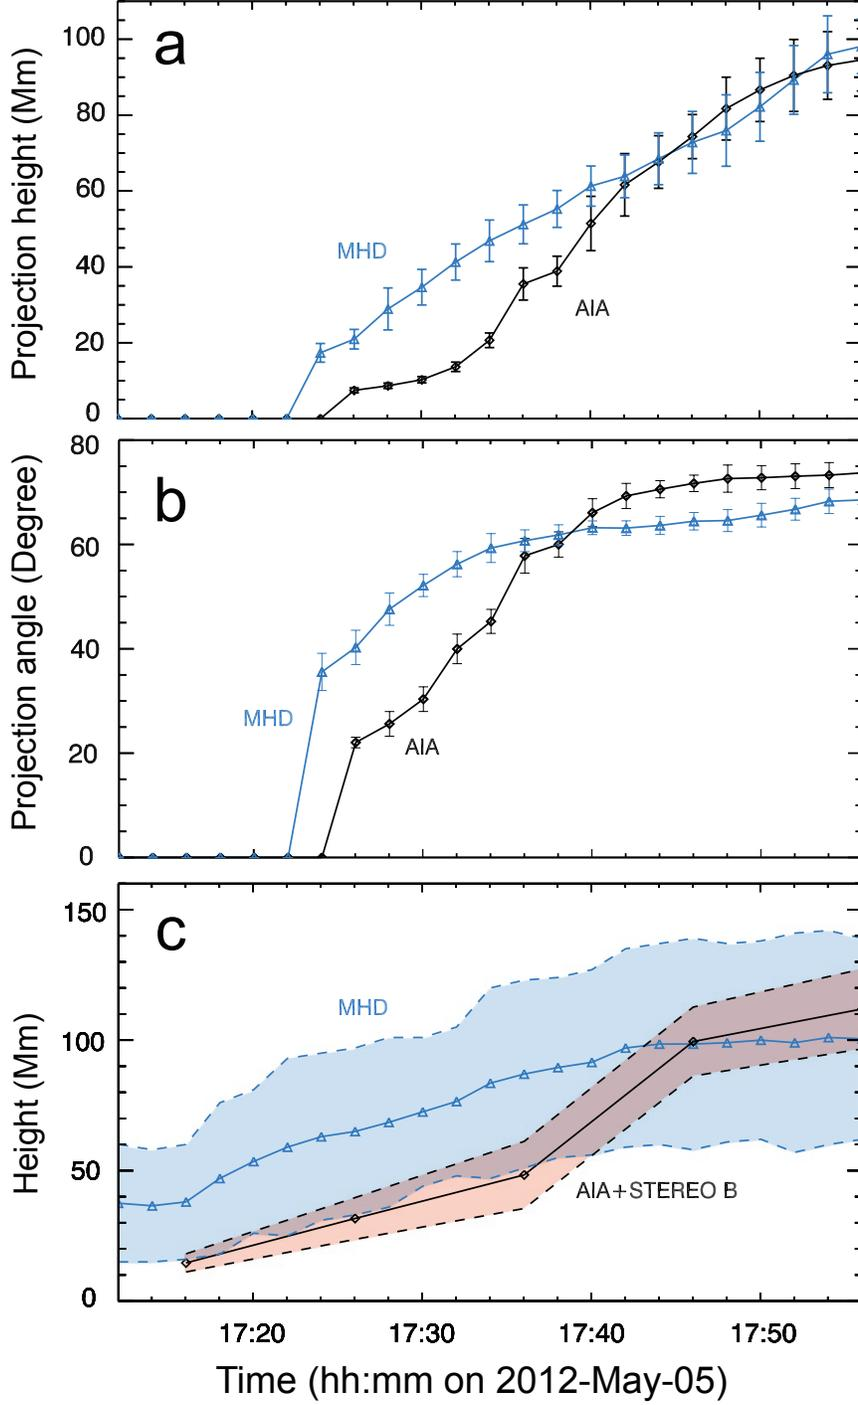 a
Projection height (Mm)
100
80
60
40
20
0
MHD
AIA
b
Projection angle (Degree)
80
60
40
20
0
MHD
AIA
c
Height (Mm)
150
100
50
0
MHD
AIA+STEREO B
17:20 17:30 17:40 17:50
Time (hh:mm on 2012-May-05)